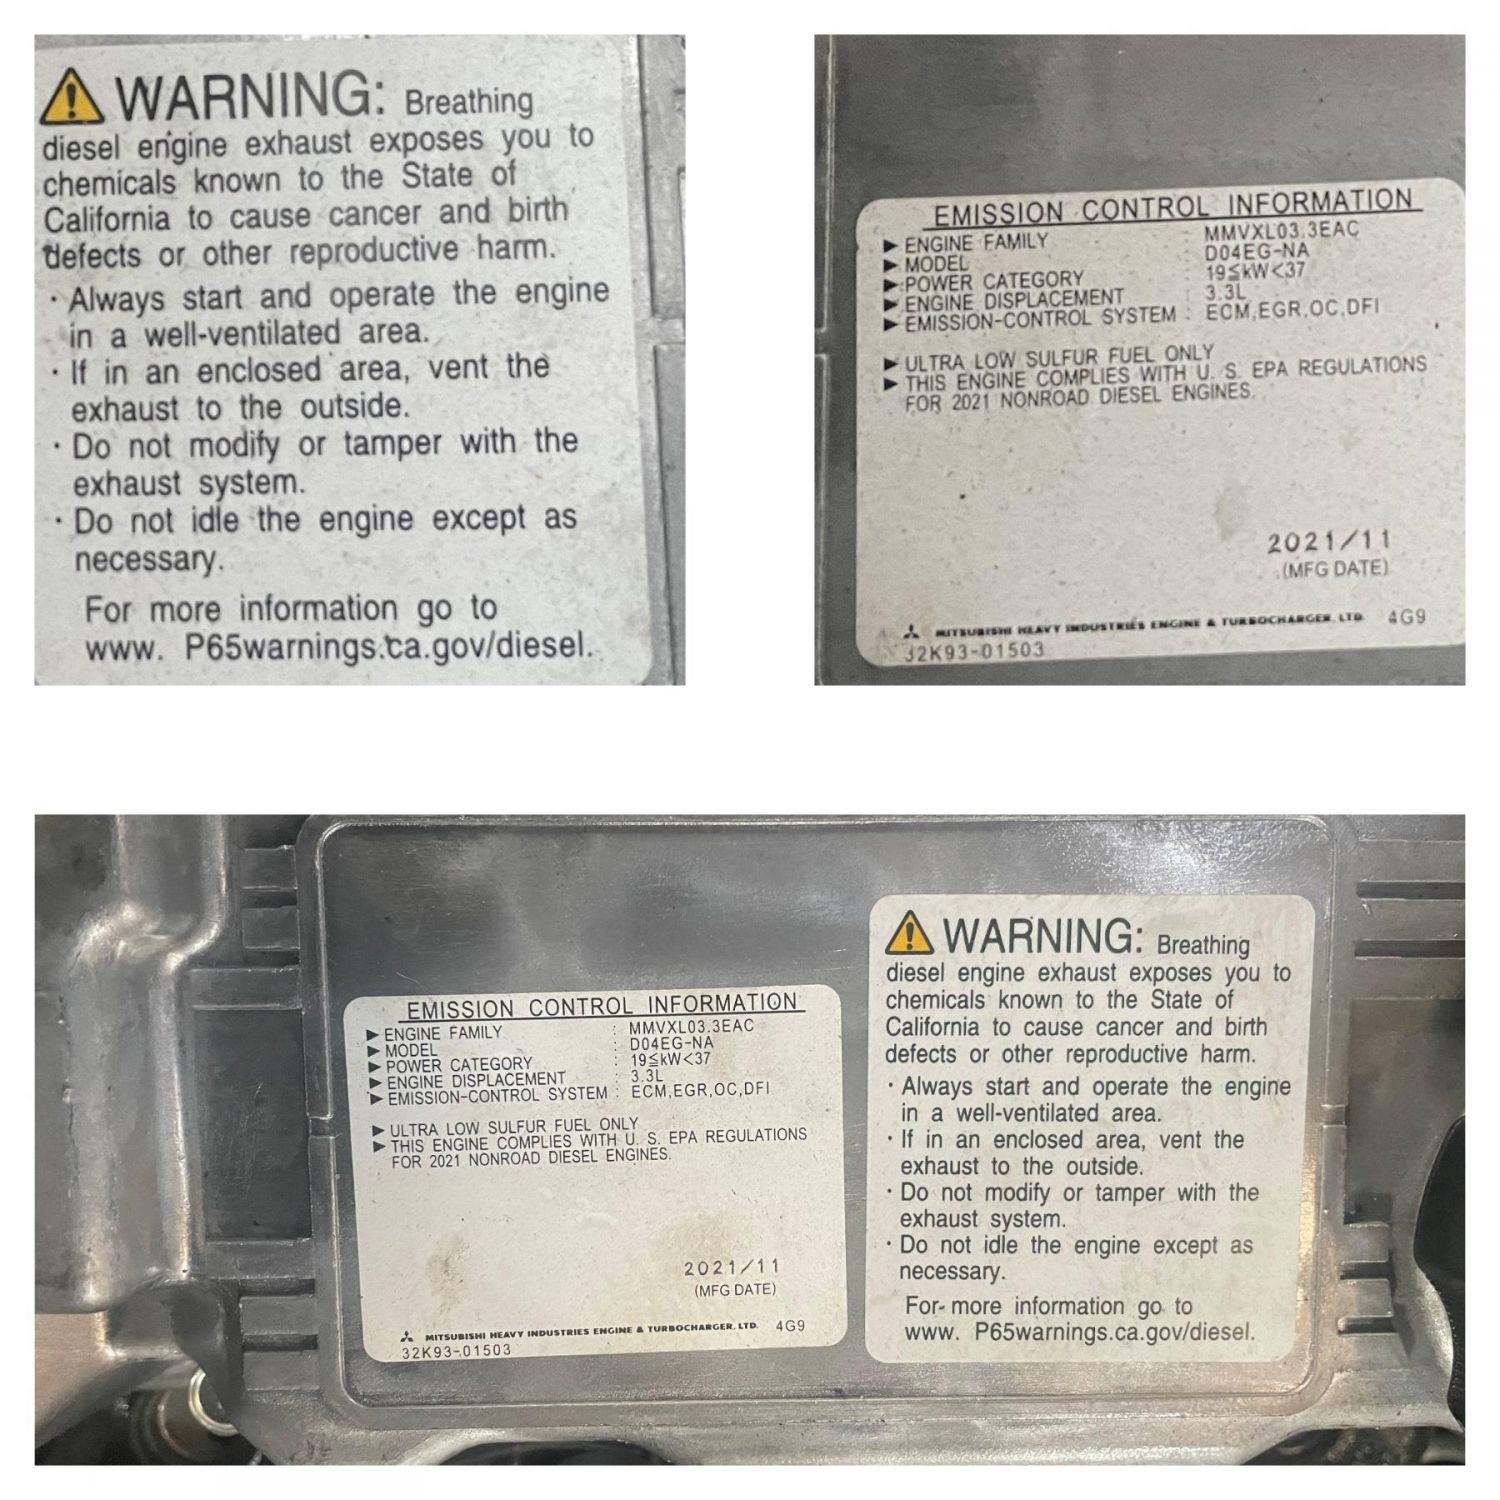 WARNING: Breathing
diesel engine exhaust exposes you to
chemicals known to the State of
California to cause cancer and birth
defects or other reproductive harm.
· Always start and operate the engine
in a well-ventilated area.
· If in an enclosed area, vent the
exhaust to the outside.
· Do not modify or tamper with the
exhaust system.
· Do not idle the engine except as
necessary.
For more information go to
www. P65warnings.ca.gov/diesel.
EMISSION CONTROL INFORMATION
▶ ENGINE FAMILY : MMVXL03.3EAC
▶ MODEL : D04EG-NA
▶ POWER CATEGORY : 19≦kW<37
▶ ENGINE DISPLACEMENT : 3.3L
▶ EMISSION-CONTROL SYSTEM : ECM,EGR,OC,DFI
▶ ULTRA LOW SULFUR FUEL ONLY
▶ THIS ENGINE COMPLIES WITH U. S. EPA REGULATIONS
FOR 2021 NONROAD DIESEL ENGINES.
2021/11
(MFG DATE)
MITSUBISHI HEAVY INDUSTRIES ENGINE & TURBOCHARGER, LTD. 4G9
32K93-01503
EMISSION CONTROL INFORMATION
▶ ENGINE FAMILY : MMVXL03.3EAC
▶ MODEL : D04EG-NA
▶ POWER CATEGORY : 19≦kW<37
▶ ENGINE DISPLACEMENT : 3.3L
▶ EMISSION-CONTROL SYSTEM : ECM,EGR,OC,DFI
▶ ULTRA LOW SULFUR FUEL ONLY
▶ THIS ENGINE COMPLIES WITH U. S. EPA REGULATIONS
FOR 2021 NONROAD DIESEL ENGINES.
2021/11
(MFG DATE)
MITSUBISHI HEAVY INDUSTRIES ENGINE & TURBOCHARGER, LTD. 4G9
32K93-01503
WARNING: Breathing
diesel engine exhaust exposes you to
chemicals known to the State of
California to cause cancer and birth
defects or other reproductive harm.
· Always start and operate the engine
in a well-ventilated area.
· If in an enclosed area, vent the
exhaust to the outside.
· Do not modify or tamper with the
exhaust system.
· Do not idle the engine except as
necessary.
For more information go to
www. P65warnings.ca.gov/diesel.